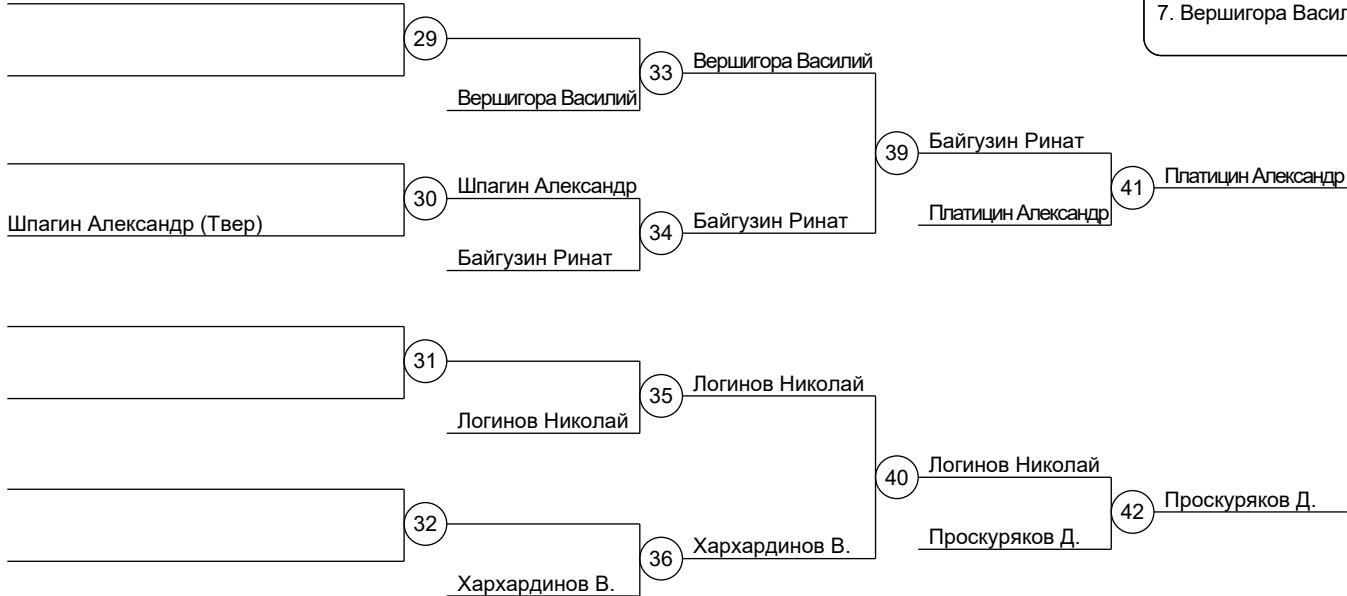 7. Вершигора Васил
29
33
Вершигора Василий
Вершигора Василий
39
Байгузин Ринат
41
Платицин Александр
30
Шпагин Александр
Шпагин Александр (Твер)
34
Байгузин Ринат
Платицин Александр
Байгузин Ринат
31
35
Логинов Николай
Логинов Николай
40
Логинов Николай
42
Проскуряков Д.
32
36
Хархардинов В.
Проскуряков Д.
Хархардинов В.